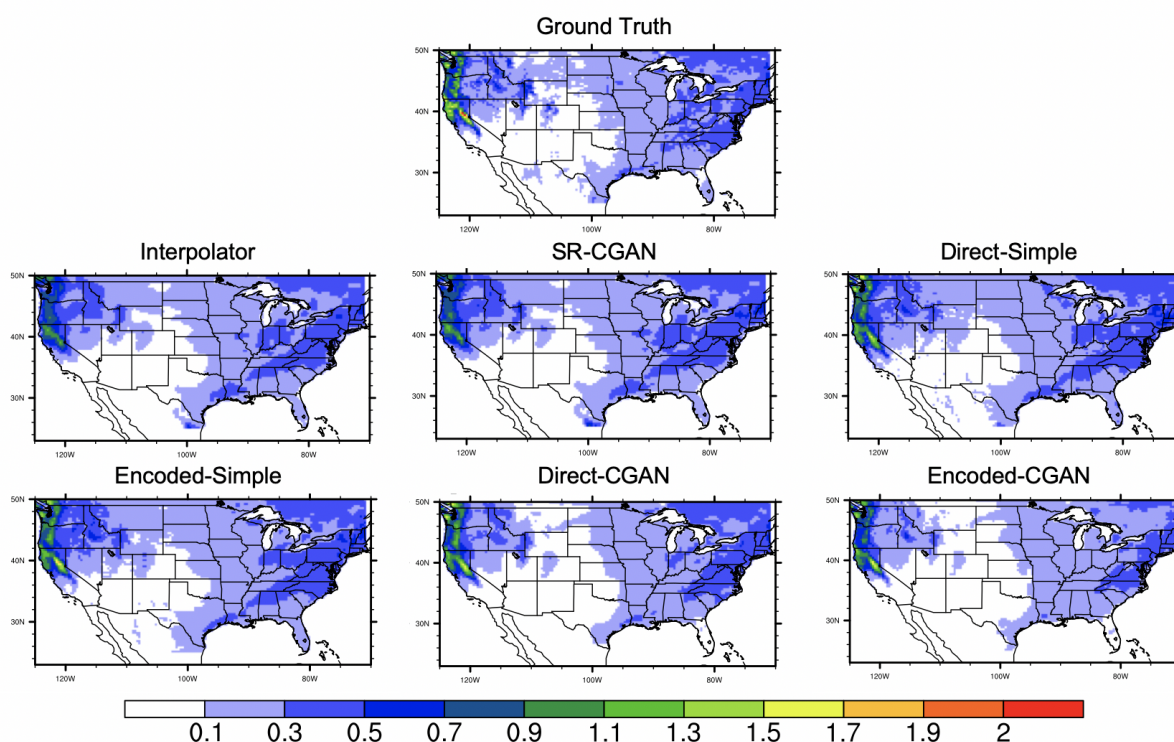 Ground Truth
50N
40N
30N
120W 100W 80W
Interpolator SR-CGAN Direct-Simple
50N 50N 50N
40N 40N 40N
30N 30N 30N
120W 100W 80W 120W 100W 80W 120W 100W 80W
Encoded-Simple Direct-CGAN Encoded-CGAN
50N 50N 50N
40N 40N 40N
30N 30N 30N
120W 100W 80W 120W 100W 80W 120W 100W 80W
0.1 0.3 0.5 0.7 0.9 1.1 1.3 1.5 1.7 1.9 2